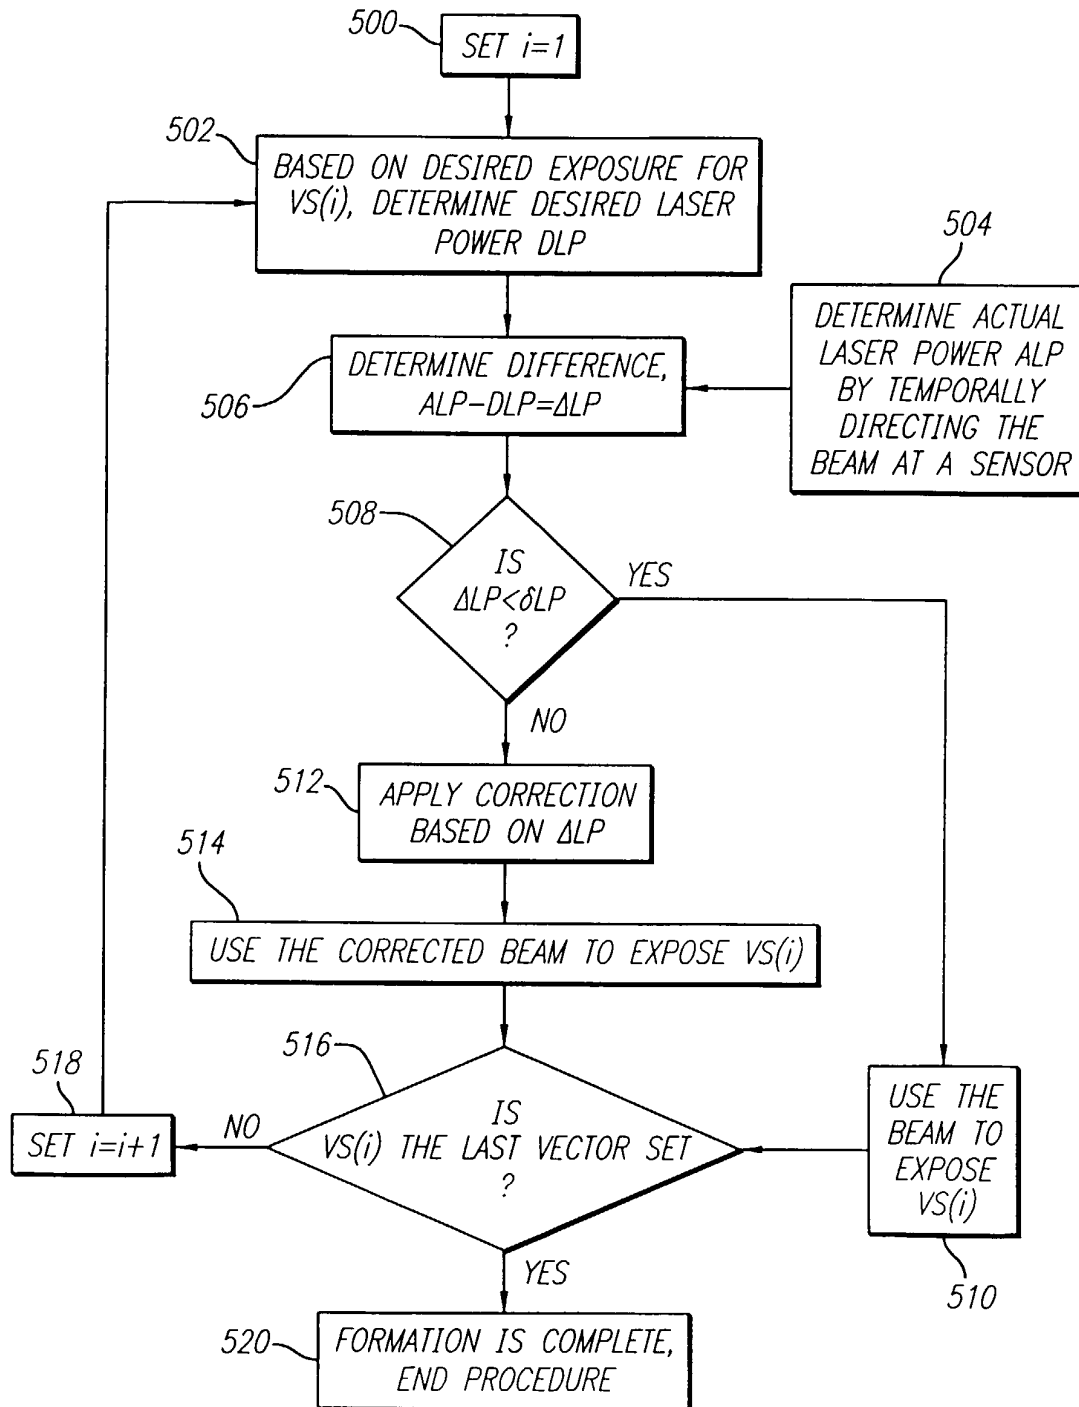 500
SET i=1
502
BASED ON DESIRED EXPOSURE FOR
VS(i), DETERMINE DESIRED LASER
POWER DLP
504
DETERMINE ACTUAL
LASER POWER ALP
BY TEMPORALLY
DIRECTING THE
BEAM AT A SENSOR
506
DETERMINE DIFFERENCE,
ALP-DLP=ΔLP
508
IS
ΔLP<δLP
?
YES
NO
512
APPLY CORRECTION
BASED ON ΔLP
514
USE THE CORRECTED BEAM TO EXPOSE VS(i)
516
IS
VS(i) THE LAST VECTOR SET
?
518
SET i=i+1
NO
USE THE
BEAM TO
EXPOSE
VS(i)
510
YES
520
FORMATION IS COMPLETE,
END PROCEDURE